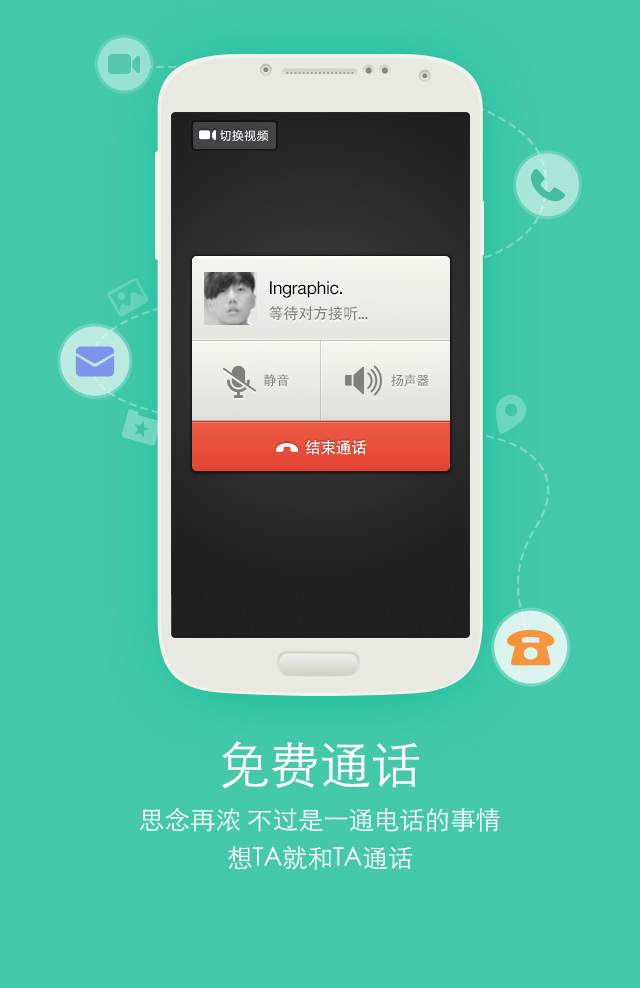 切换视频
Ingraphic.
等待对方接听...
静音
扬声器
结束通话
免费通话
思念再浓 不过是一通电话的事情
想TA就和TA通话